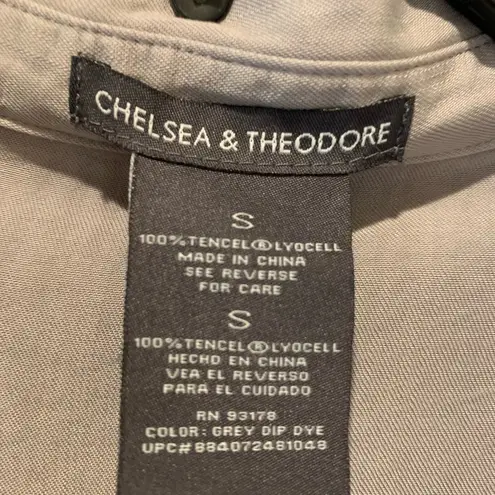 CHELSEA & THEODORE
S
100% TENCEL® LYOCELL
MADE IN CHINA
SEE REVERSE
FOR CARE
S
100% TENCEL® LYOCELL
HECHO EN CHINA
VEA EL REVERSO
PARA EL CUIDADO
RN 93178
COLOR: GREY DIP DYE
UPC# 884072481048